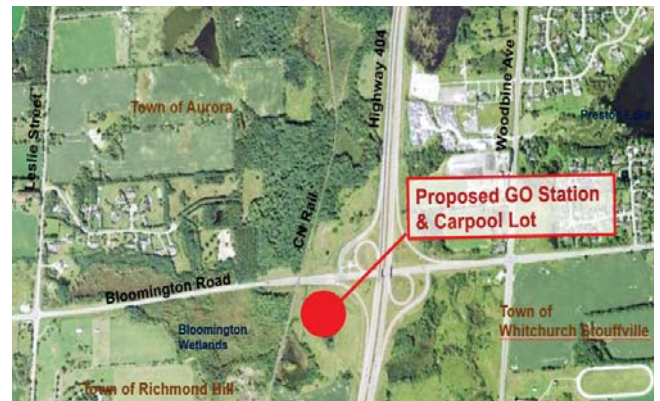 Town of Aurora
Leslie Street
CN Rail
Highway 404
Woodbine Ave
Preston Lake
Proposed GO Station
& Carpool Lot
Bloomington Road
Bloomington
Wetlands
Town of Richmond Hill
Town of
Whitchurch Stouffville